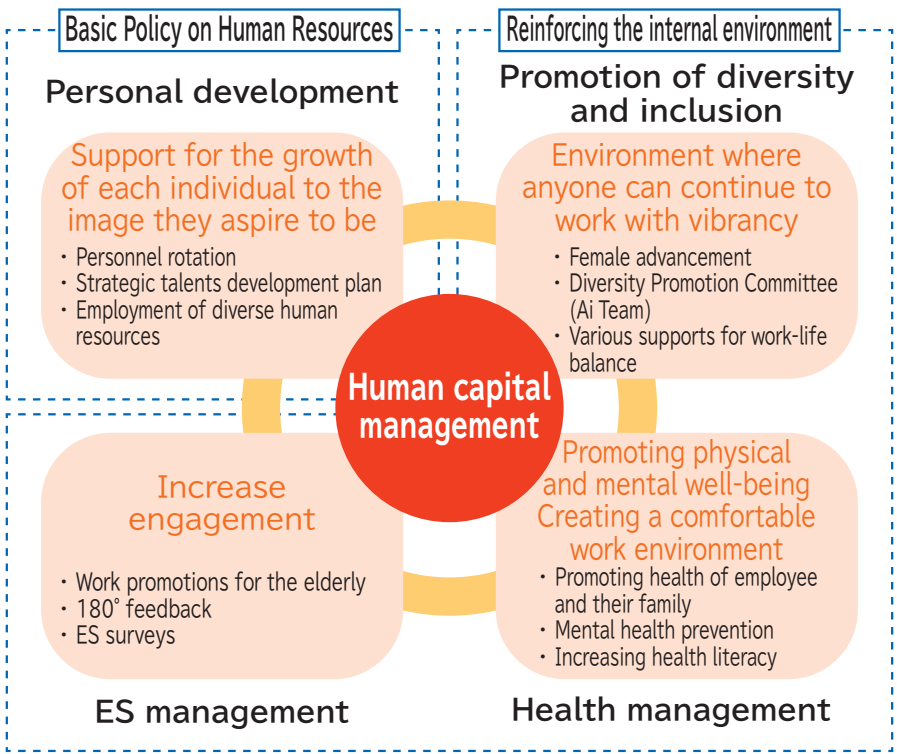 Basic Policy on Human Resources
Personal development
Support for the growth
of each individual to the
image they aspire to be
・Personnel rotation
・Strategic talents development plan
・Employment of diverse human
resources
Reinforcing the internal environment
Promotion of diversity
and inclusion
Environment where
anyone can continue to
work with vibrancy
・Female advancement
・Diversity Promotion Committee
(Ai Team)
・Various supports for work-life
balance
Human capital
management
Increase
engagement
・Work promotions for the elderly
・180° feedback
・ES surveys
ES management
Promoting physical
and mental well-being
Creating a comfortable
work environment
・Promoting health of employee
and their family
・Mental health prevention
・Increasing health literacy
Health management